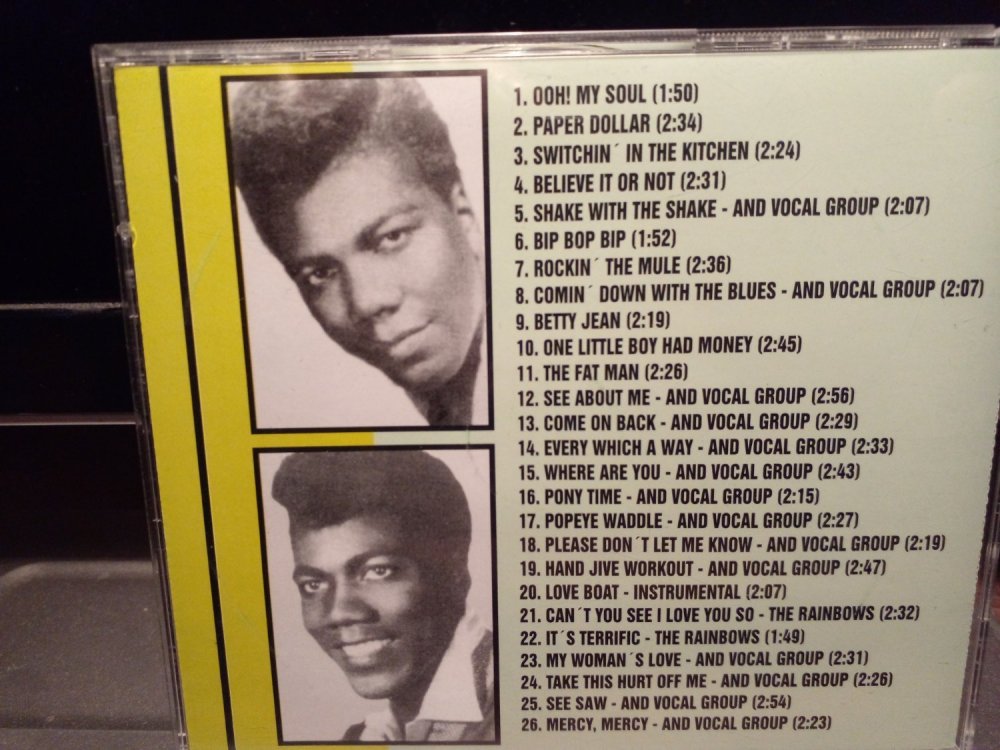 1. OOH! MY SOUL (1:50)
2. PAPER DOLLAR (2:34)
3. SWITCHIN´ IN THE KITCHEN (2:24)
4. BELIEVE IT OR NOT (2:31)
5. SHAKE WITH THE SHAKE - AND VOCAL GROUP (2:07)
6. BIP BOP BIP (1:52)
7. ROCKIN´ THE MULE (2:36)
8. COMIN´ DOWN WITH THE BLUES - AND VOCAL GROUP (2:07)
9. BETTY JEAN (2:19)
10. ONE LITTLE BOY HAD MONEY (2:45)
11. THE FAT MAN (2:26)
12. SEE ABOUT ME - AND VOCAL GROUP (2:56)
13. COME ON BACK - AND VOCAL GROUP (2:29)
14. EVERY WHICH A WAY - AND VOCAL GROUP (2:33)
15. WHERE ARE YOU - AND VOCAL GROUP (2:43)
16. PONY TIME - AND VOCAL GROUP (2:15)
17. POPEYE WADDLE - AND VOCAL GROUP (2:27)
18. PLEASE DON´T LET ME KNOW - AND VOCAL GROUP (2:19)
19. HAND JIVE WORKOUT - AND VOCAL GROUP (2:47)
20. LOVE BOAT - INSTRUMENTAL (2:07)
21. CAN´T YOU SEE I LOVE YOU SO - THE RAINBOWS (2:32)
22. IT´S TERRIFIC - THE RAINBOWS (1:49)
23. MY WOMAN´S LOVE - AND VOCAL GROUP (2:31)
24. TAKE THIS HURT OFF ME - AND VOCAL GROUP (2:26)
25. SEE SAW - AND VOCAL GROUP (2:54)
26. MERCY, MERCY - AND VOCAL GROUP (2:23)